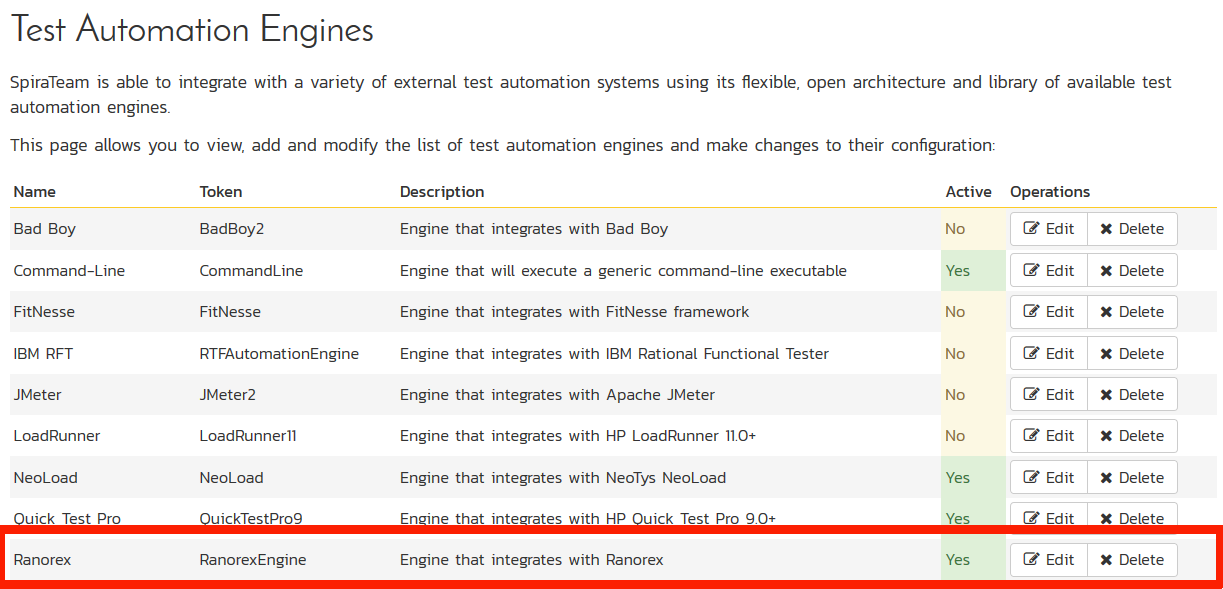 Test Automation Engines
SpiraTeam is able to integrate with a variety of external test automation systems using its flexible, open architecture and library of available test
automation engines.
This page allows you to view, add and modify the list of test automation engines and make changes to their configuration:
Name Token Description Active Operations
Bad Boy BadBoy2 Engine that integrates with Bad Boy No Edit Delete
Command-Line CommandLine Engine that will execute a generic command-line executable Yes Edit Delete
FitNesse FitNesse Engine that integrates with FitNesse framework No Edit Delete
IBM RFT RTFAutomationEngine Engine that integrates with IBM Rational Functional Tester No Edit Delete
JMeter JMeter2 Engine that integrates with Apache JMeter No Edit Delete
LoadRunner LoadRunner11 Engine that integrates with HP LoadRunner 11.0+ No Edit Delete
NeoLoad NeoLoad Engine that integrates with NeoTys NeoLoad Yes Edit Delete
Quick Test Pro QuickTestPro9 Engine that integrates with HP Quick Test Pro 9.0+ Yes Edit Delete
Ranorex RanorexEngine Engine that integrates with Ranorex Yes Edit Delete